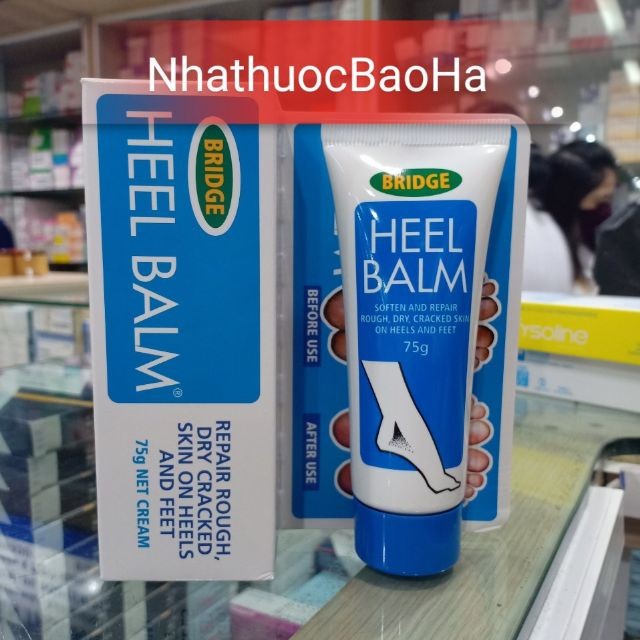 NhathuocBaoHa
BRIDGE
HEEL BALM®
REPAIR ROUGH,
DRY CRACKED
SKIN ON HEELS
AND FEET
75g NET CREAM
BEFORE USE
AFTER USE
BRIDGE
HEEL
BALM
SOFTEN AND REPAIR
ROUGH, DRY, CRACKED SKIN
ON HEELS AND FEET
75g